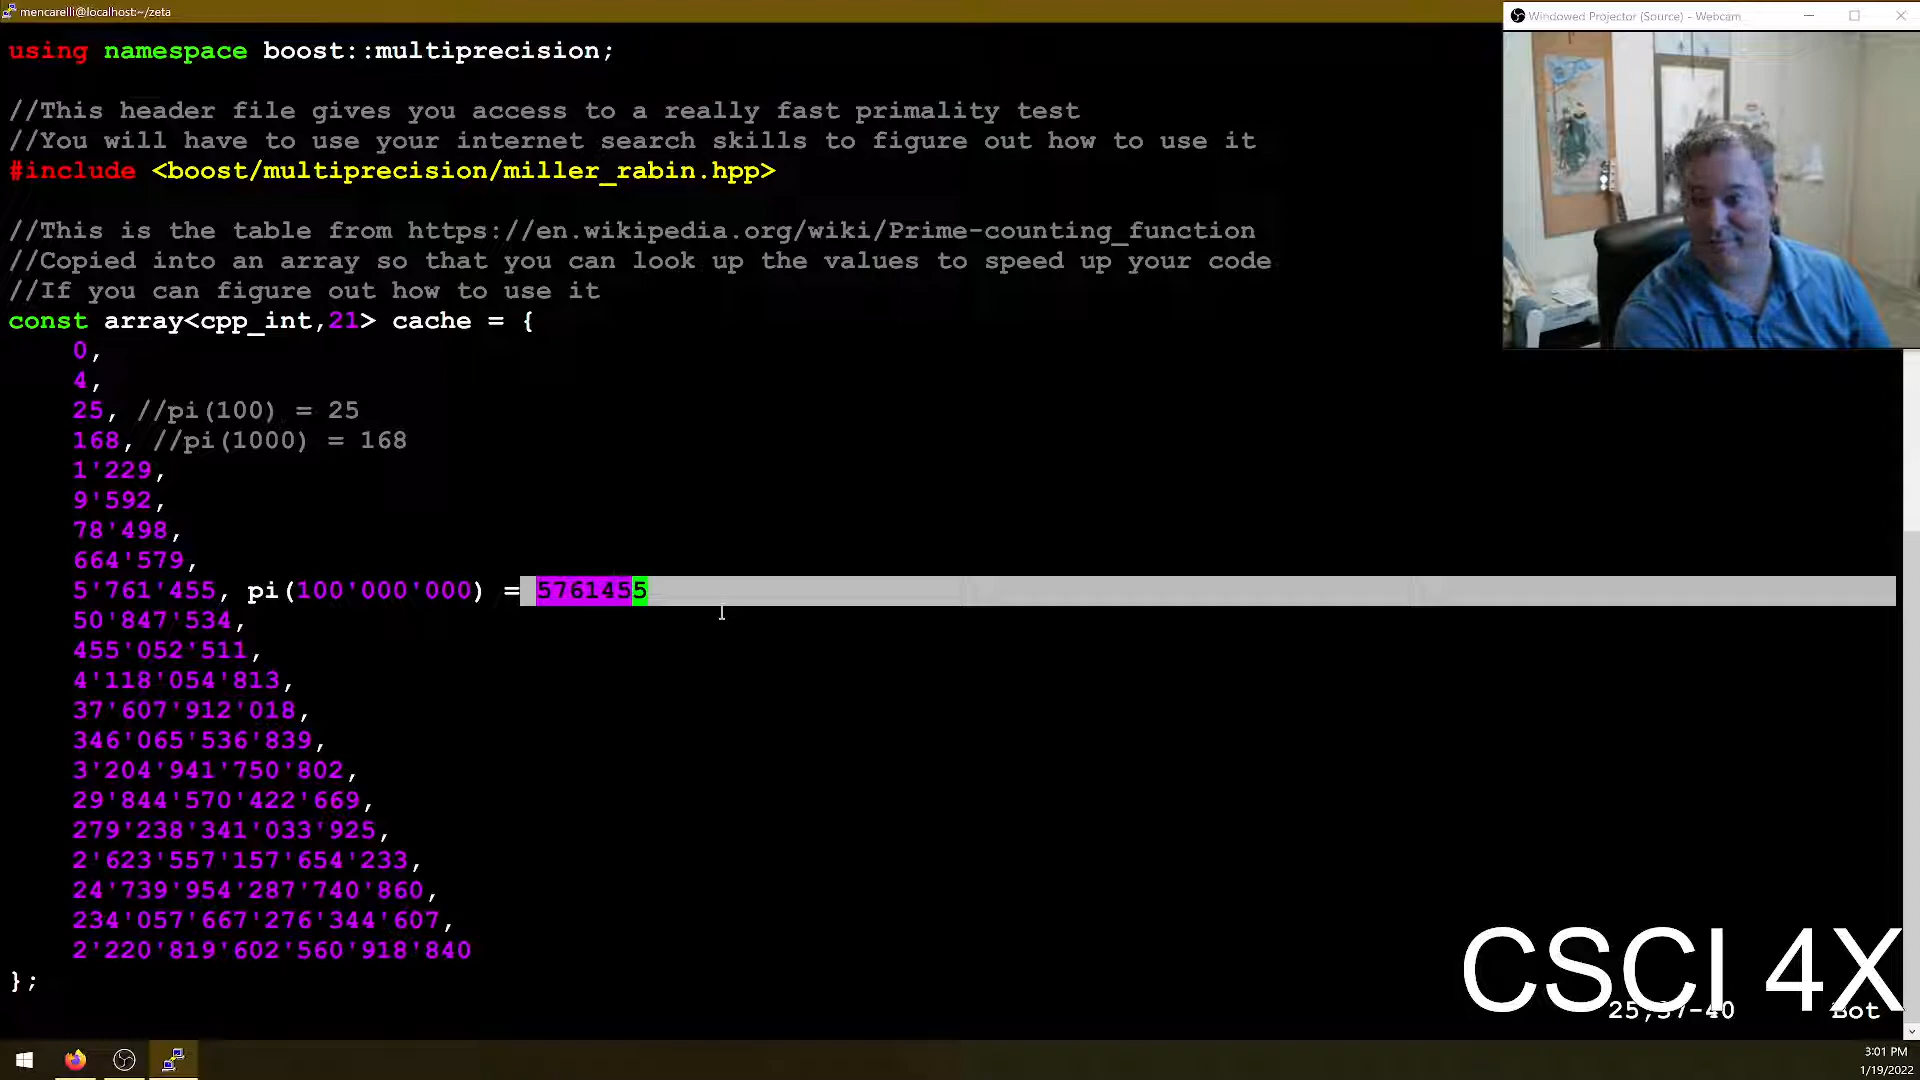 mencarelli@localhost:~/zeta
Windowed Projector (Source) - Webcam
using namespace boost::multiprecision;
//This header file gives you access to a really fast primality test
//You will have to use your internet search skills to figure out how to use it
#include <boost/multiprecision/miller_rabin.hpp>
//This is the table from https://en.wikipedia.org/wiki/Prime-counting_function
//Copied into an array so that you can look up the values to speed up your code
//If you can figure out how to use it
const array<cpp_int,21> cache = {
0,
4,
25, //pi(100) = 25
168, //pi(1000) = 168
1'229,
9'592,
78'498,
664'579,
5'761'455, pi(100'000'000) = 5761455
50'847'534,
455'052'511,
4'118'054'813,
37'607'912'018,
346'065'536'839,
3'204'941'750'802,
29'844'570'422'669,
279'238'341'033'925,
2'623'557'157'654'233,
24'739'954'287'740'860,
234'057'667'276'344'607,
2'220'819'602'560'918'840
};
CSCI 4X
25,37-40
Bot
3:01 PM
1/19/2022